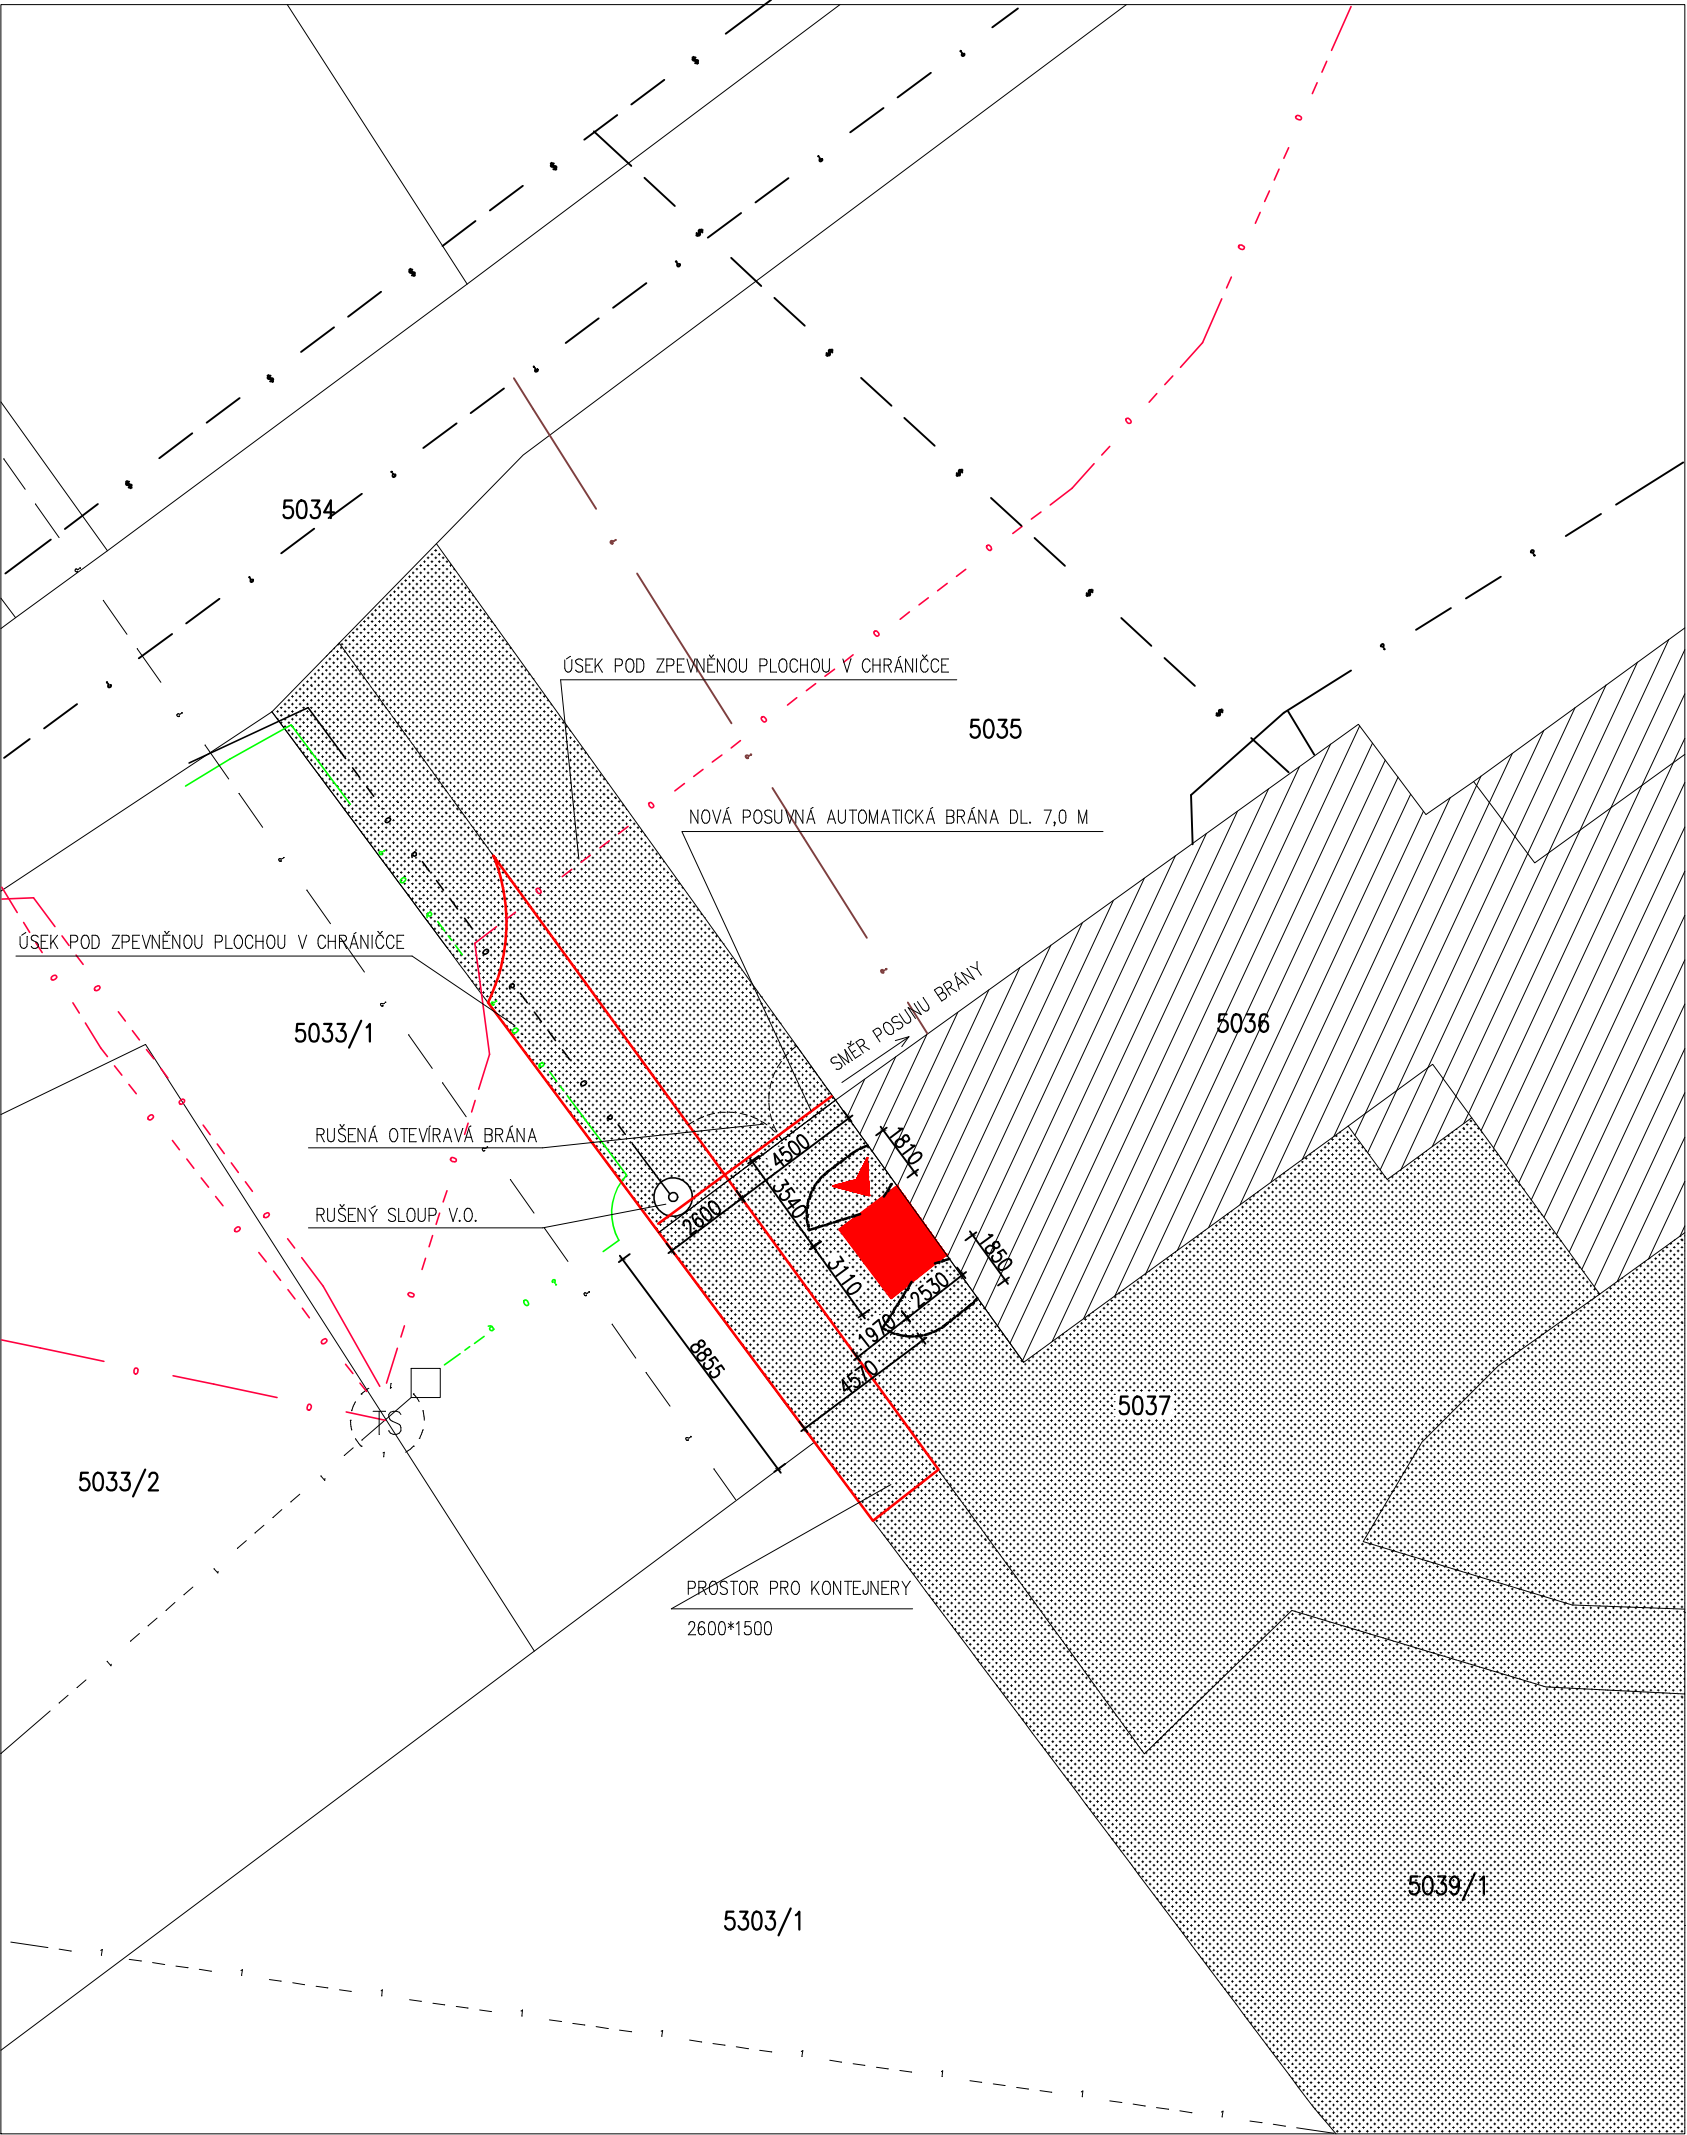 5034
ÚSEK POD ZPEVNĚNOU PLOCHOU V CHRÁNIČCE
5035
NOVÁ POSUVNÁ AUTOMATICKÁ BRÁNA DL. 7,0 M
ÚSEK POD ZPEVNĚNOU PLOCHOU V CHRÁNIČCE
SMĚR POSUNU BRÁNY
5033/1
5036
RUŠENÁ OTEVÍRAVÁ BRÁNA
4500
1810
3540
RUŠENÝ SLOUP V.O.
2600
1850
3110
2530
1970
8855
4570
5037
TS
5033/2
PROSTOR PRO KONTEJNERY
2600*1500
5039/1
5303/1